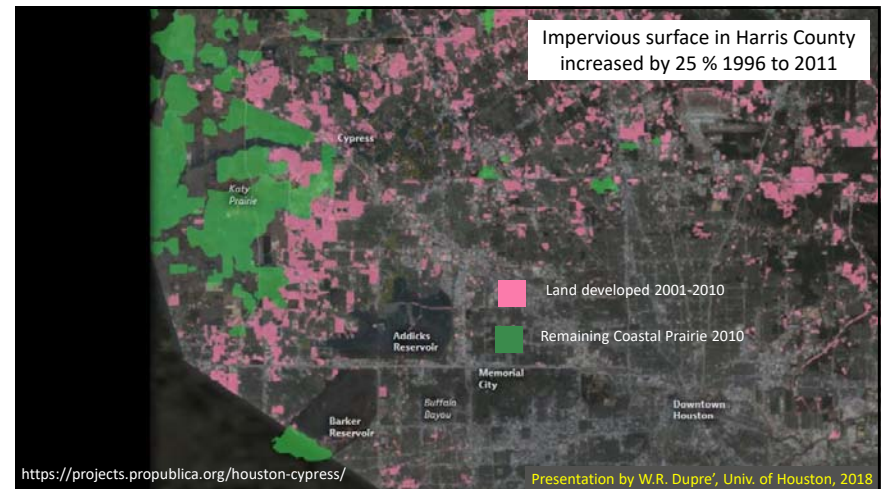 Impervious surface in Harris County
increased by 25 % 1996 to 2011
Cypress
Katy
Prairie
Land developed 2001-2010
Remaining Coastal Prairie 2010
Addicks
Reservoir
Memorial
City
Buffalo
Bayou
Downtown
Houston
Barker
Reservoir
https://projects.propublica.org/houston-cypress/
Presentation by W.R. Dupre’, Univ. of Houston, 2018